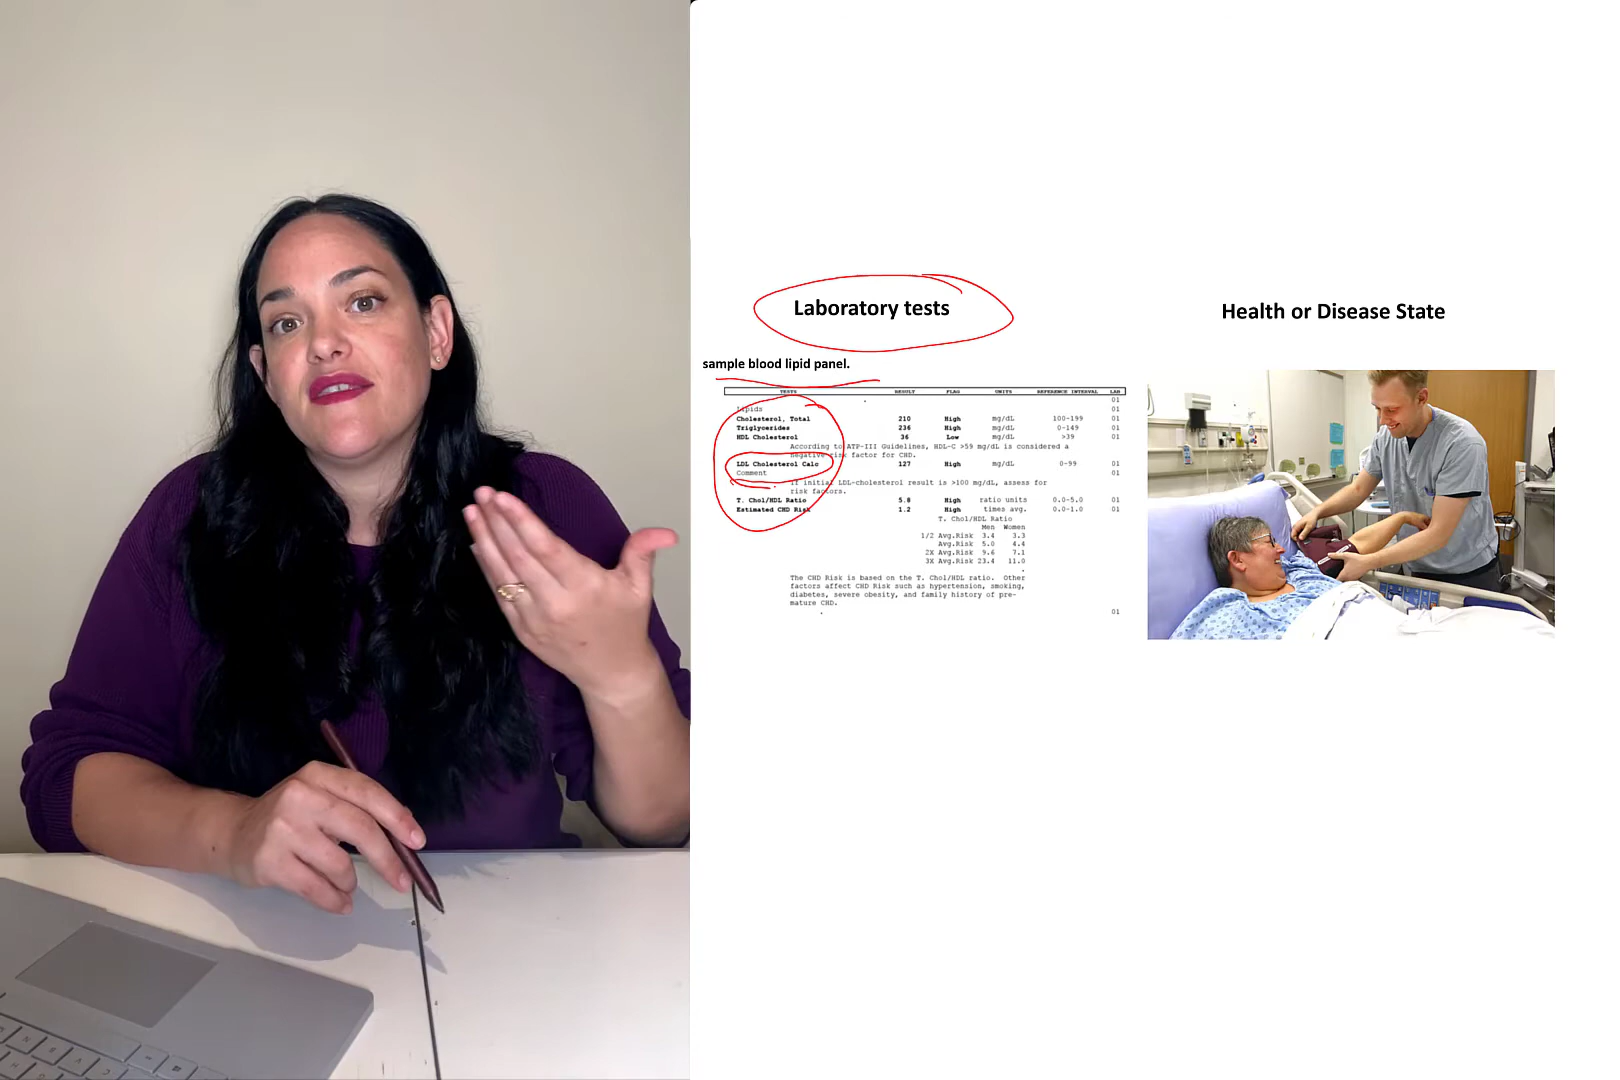 Laboratory tests
Health or Disease State
sample blood lipid panel.
TESTS RESULT FLAG UNITS REFERENCE INTERVAL LAB
01
Lipids 01
Cholesterol, Total 210 High mg/dL 100-199 01
Triglycerides 236 High mg/dL 0-149 01
HDL Cholesterol 36 Low mg/dL >39 01
According to ATP-III Guidelines, HDL-C >59 mg/dL is considered a
negative risk factor for CHD.
LDL Cholesterol Calc 127 High mg/dL 0-99 01
Comment 01
If initial LDL-cholesterol result is >100 mg/dL, assess for
risk factors.
T. Chol/HDL Ratio 5.8 High ratio units 0.0-5.0 01
Estimated CHD Risk 1.2 High times avg. 0.0-1.0 01
T. Chol/HDL Ratio
Men Women
1/2 Avg.Risk 3.4 3.3
Avg.Risk 5.0 4.4
2X Avg.Risk 9.6 7.1
3X Avg.Risk 23.4 11.0
The CHD Risk is based on the T. Chol/HDL ratio. Other
factors affect CHD Risk such as hypertension, smoking,
diabetes, severe obesity, and family history of pre-
mature CHD.
01